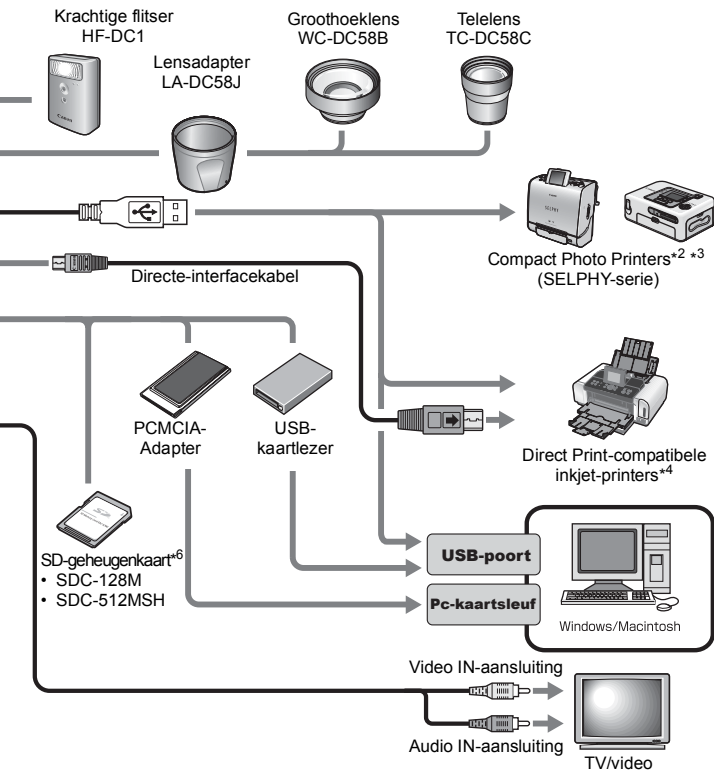 Krachtige flitser
HF-DC1
Groothoeklens
WC-DC58B
Telelens
TC-DC58C
Lensadapter
LA-DC58J
Canon
SELPHY
Compact Photo Printers*2 *3
(SELPHY-serie)
Directe-interfacekabel
PCMCIA-
Adapter
USB-
kaartlezer
Direct Print-compatibele
inkjet-printers*4
SD-geheugenkaart*6
• SDC-128M
• SDC-512MSH
USB-poort
Pc-kaartsleuf
Windows/Macintosh
Video IN-aansluiting
Audio IN-aansluiting
TV/video